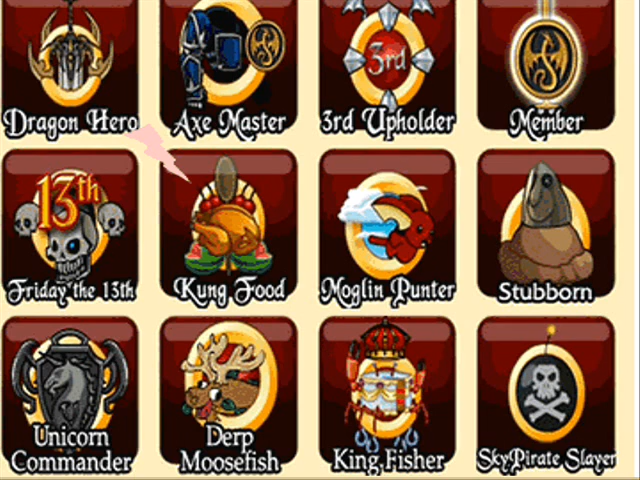 3rd
Dragon Hero
Axe Master
3rd Upholder
Member
13th
Friday the 13th
Kung Food
Moglin Punter
Stubborn
Unicorn
Commander
Derp
Moosefish
King Fisher
SkyPirate Slayer